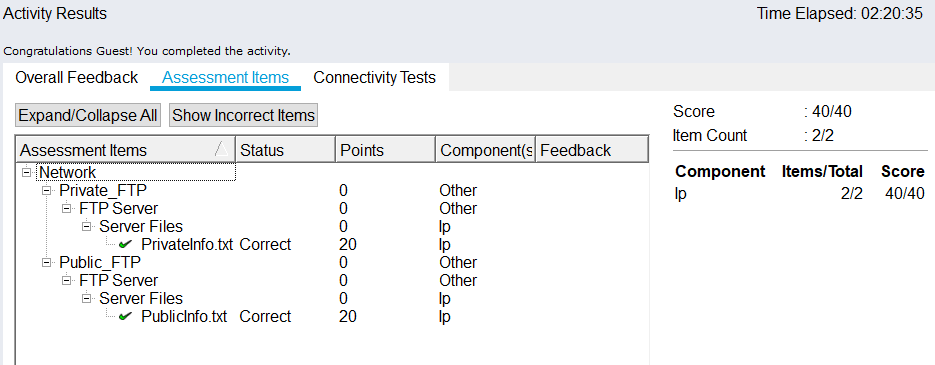 Activity Results Time Elapsed: 02:20:35
Congratulations Guest! You completed the activity.
Overall Feedback Assessment Items Connectivity Tests
Expand/Collapse All Show Incorrect Items
Assessment Items Status Points Component(s Feedback
Network
Private_FTP 0 Other
FTP Server 0 Other
Server Files 0 Ip
PrivateInfo.txt Correct 20 Ip
Public_FTP 0 Other
FTP Server 0 Other
Server Files 0 Ip
PublicInfo.txt Correct 20 Ip
Score : 40/40
Item Count : 2/2
Component Items/Total Score
Ip 2/2 40/40